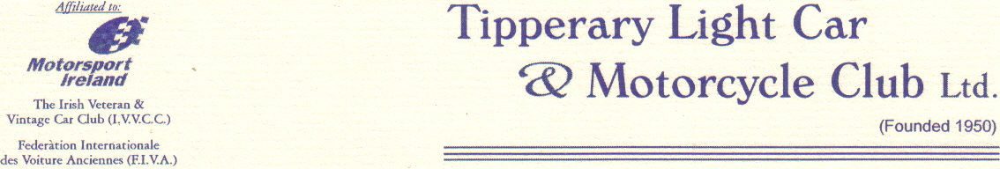 Affiliated to:
Motorsport
Ireland
The Irish Veteran &
Vintage Car Club (I.V.V.C.C.)
Federàtion Internationale
des Voiture Anciennes (F.I.V.A.)
Tipperary Light Car
& Motorcycle Club Ltd.
(Founded 1950)